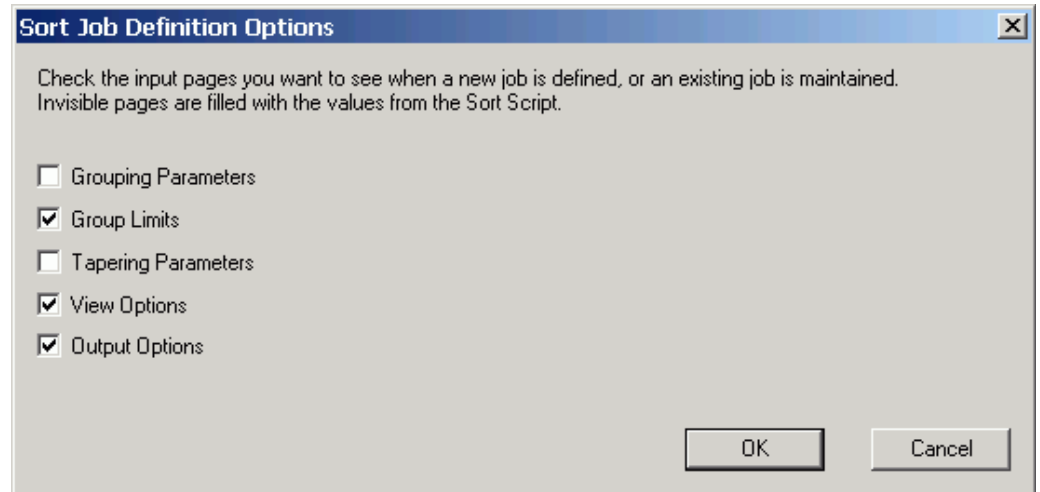 Sort Job Definition Options
Check the input pages you want to see when a new job is defined, or an existing job is maintained.
Invisible pages are filled with the values from the Sort Script.
Grouping Parameters
Group Limits
Tapering Parameters
View Options
Output Options
OK
Cancel